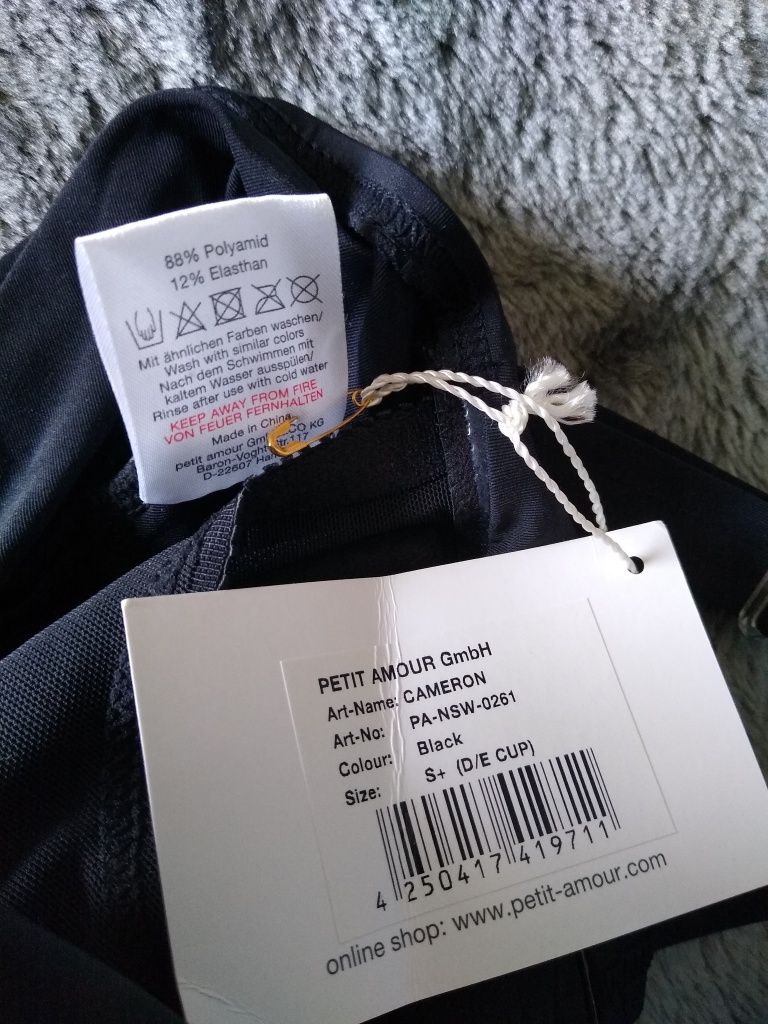 88% Polyamid
12% Elasthan
Mit ähnlichen Farben waschen/
Wash with similar colors
Nach dem Schwimmen mit
kaltem Wasser ausspülen/
Rinse after use with cold water
KEEP AWAY FROM FIRE
VON FEUER FERNHALTEN
Made in China
petit amour CO KG
117
D-22607
PETIT AMOUR GmbH
Art-Name: CAMERON
Art-No: PA-NSW-0261
Colour: Black
Size: S+ (D/E CUP)
4 250417 419711
online shop: www.petit-amour.com